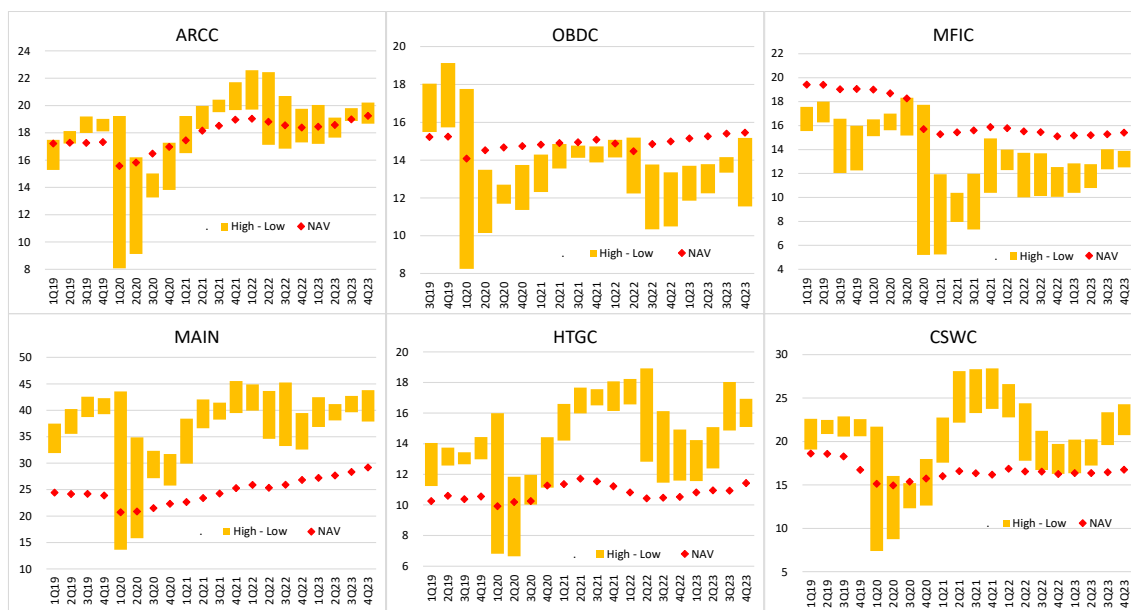 ARCC
24
22
20
18
16
14
12
10
8
. High - Low NAV
1Q19 2Q19 3Q19 4Q19 1Q20 2Q20 3Q20 4Q20 1Q21 2Q21 3Q21 4Q21 1Q22 2Q22 3Q22 4Q22 1Q23 2Q23 3Q23 4Q23
OBDC
20
18
16
14
12
10
8
. High - Low NAV
3Q19 4Q19 1Q20 2Q20 3Q20 4Q20 1Q21 2Q21 3Q21 4Q21 1Q22 2Q22 3Q22 4Q22 1Q23 2Q23 3Q23 4Q23
MFIC
22
20
18
16
14
12
10
8
6
4
. High - Low NAV
1Q19 2Q19 3Q19 4Q19 1Q20 2Q20 3Q20 4Q20 1Q21 2Q21 3Q21 4Q21 1Q22 2Q22 3Q22 4Q22 1Q23 2Q23 3Q23 4Q23
MAIN
50
45
40
35
30
25
20
15
10
. High - Low NAV
1Q19 2Q19 3Q19 4Q19 1Q20 2Q20 3Q20 4Q20 1Q21 2Q21 3Q21 4Q21 1Q22 2Q22 3Q22 4Q22 1Q23 2Q23 3Q23 4Q23
HTGC
20
18
16
14
12
10
8
6
. High - Low NAV
1Q19 2Q19 3Q19 4Q19 1Q20 2Q20 3Q20 4Q20 1Q21 2Q21 3Q21 4Q21 1Q22 2Q22 3Q22 4Q22 1Q23 2Q23 3Q23 4Q23
CSWC
30
25
20
15
10
5
. High - Low NAV
1Q19 2Q19 3Q19 4Q19 1Q20 2Q20 3Q20 4Q20 1Q21 2Q21 3Q21 4Q21 1Q22 2Q22 3Q22 4Q22 1Q23 2Q23 3Q23 4Q23